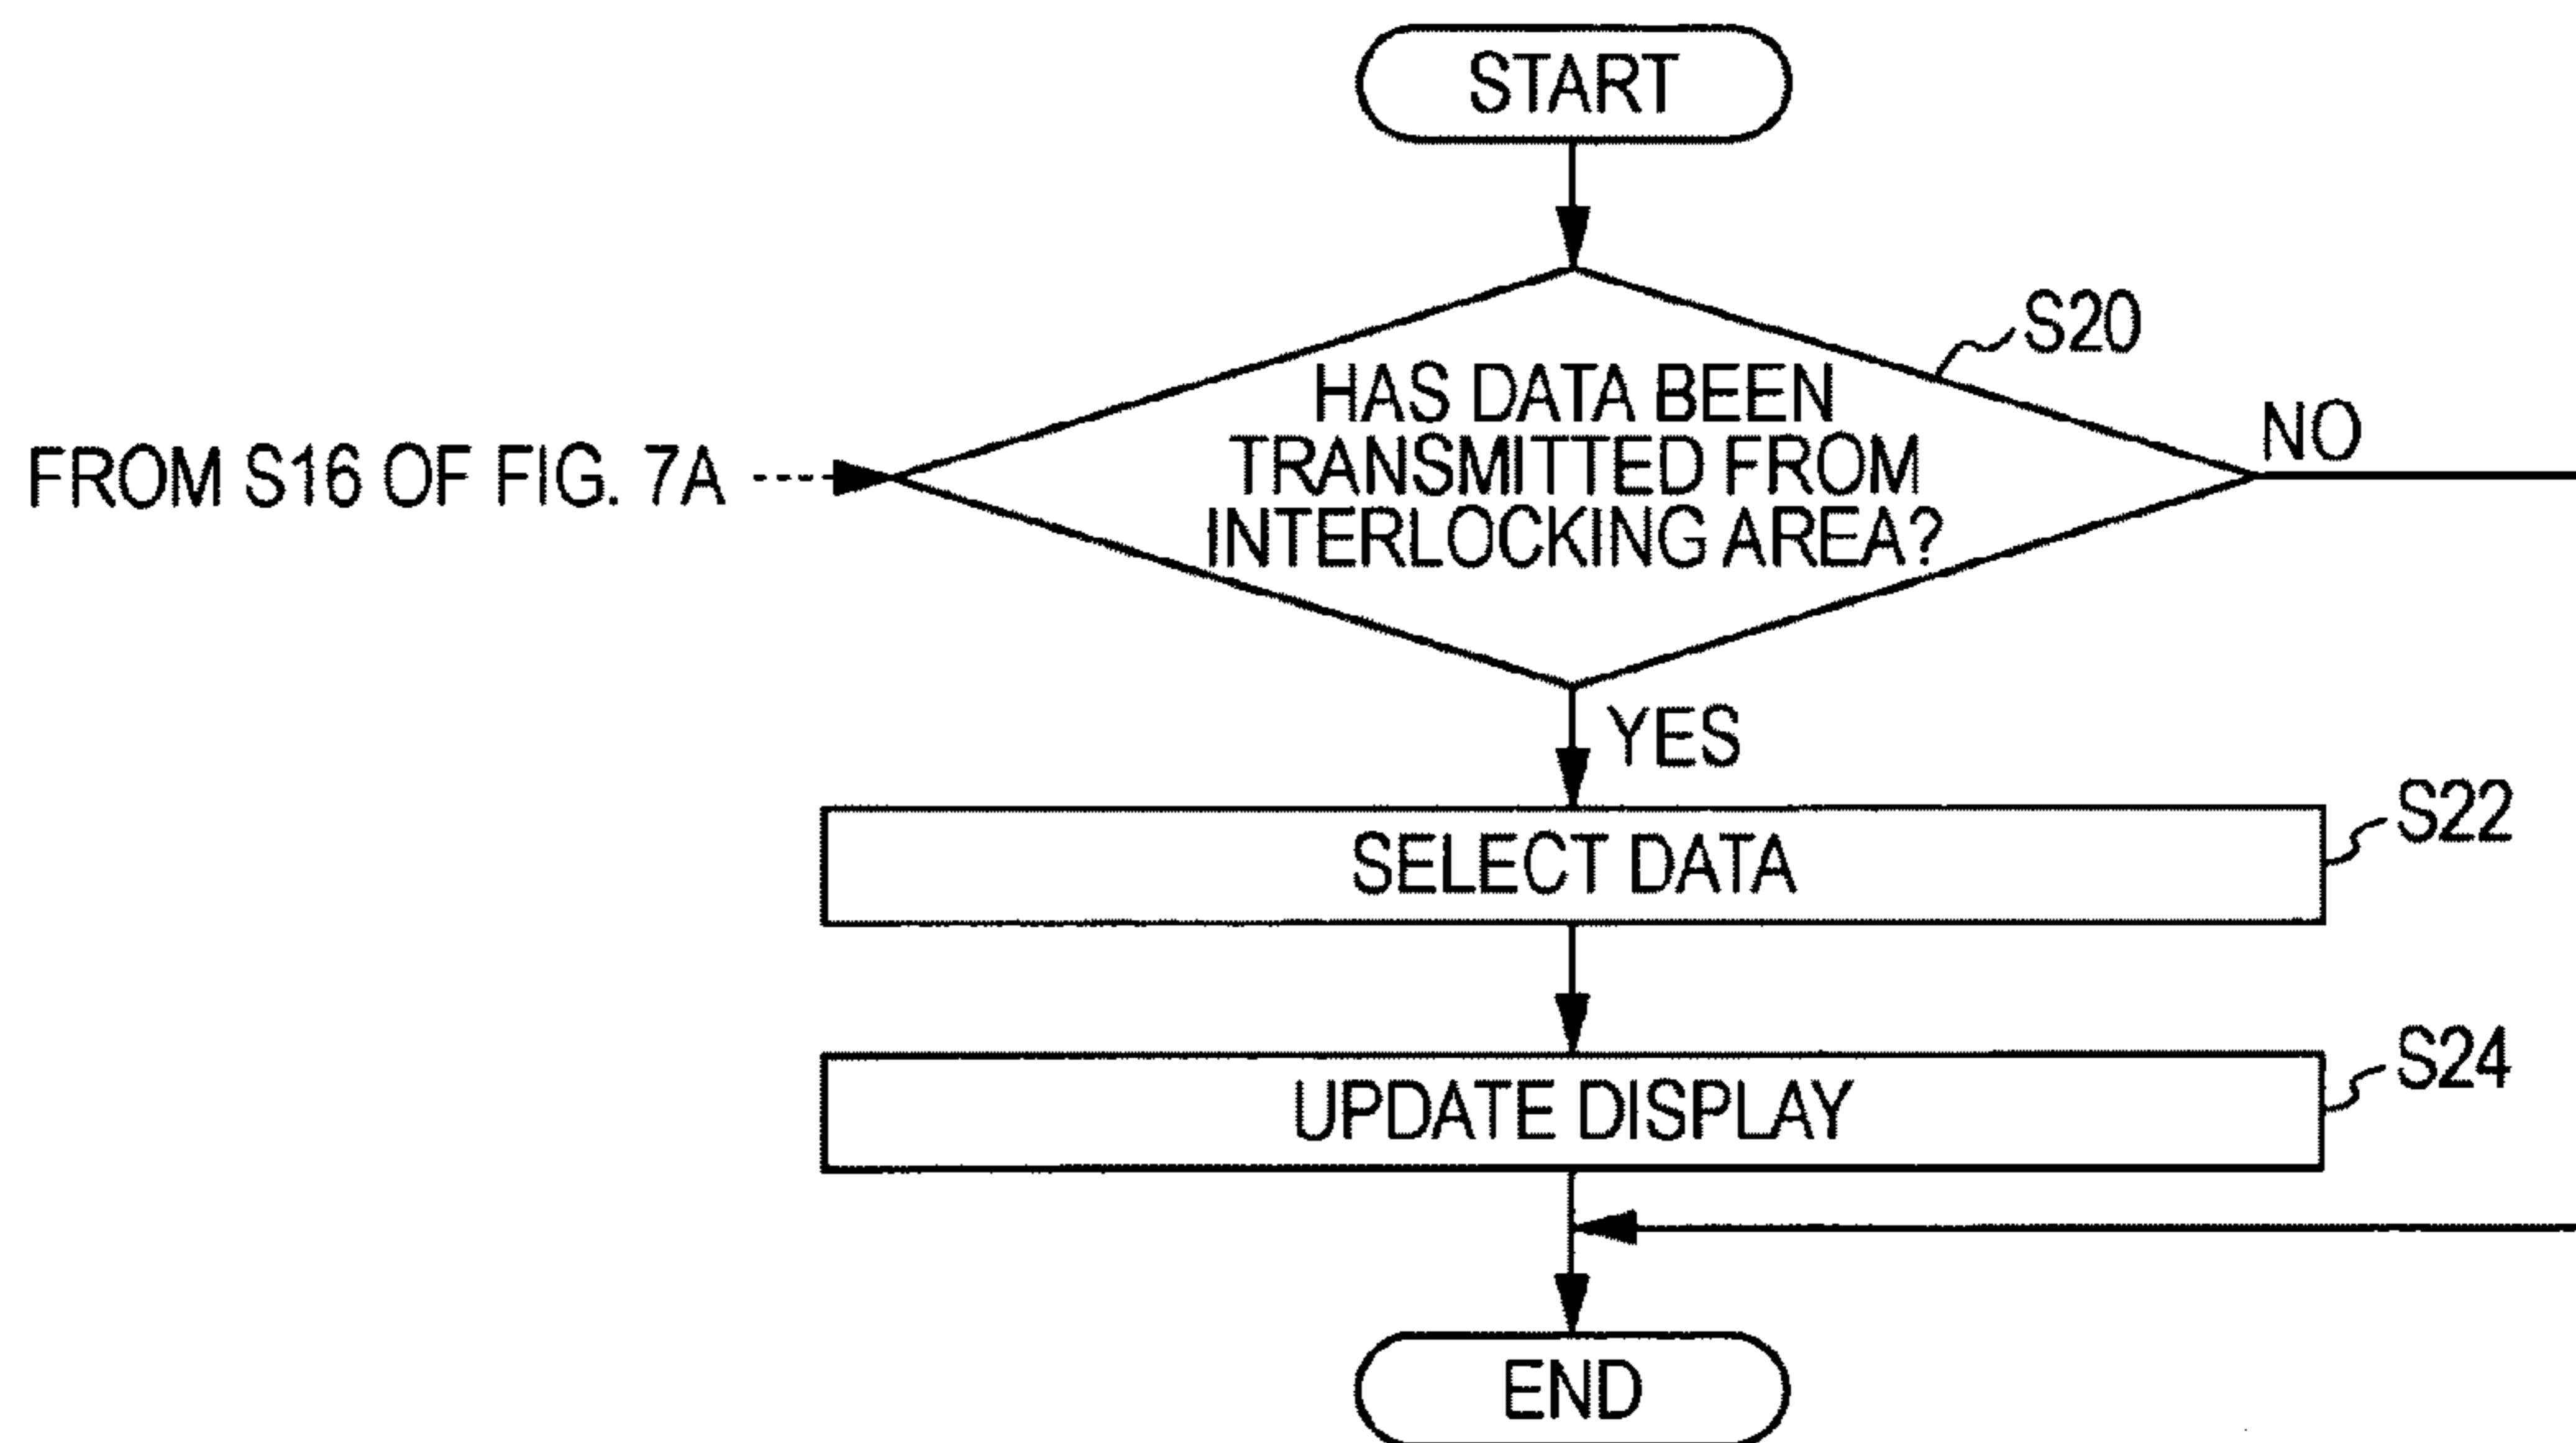 START
S20
HAS DATA BEEN
TRANSMITTED FROM
INTERLOCKING AREA?
NO
FROM S16 OF FIG. 7A
YES
S22
SELECT DATA
S24
UPDATE DISPLAY
END